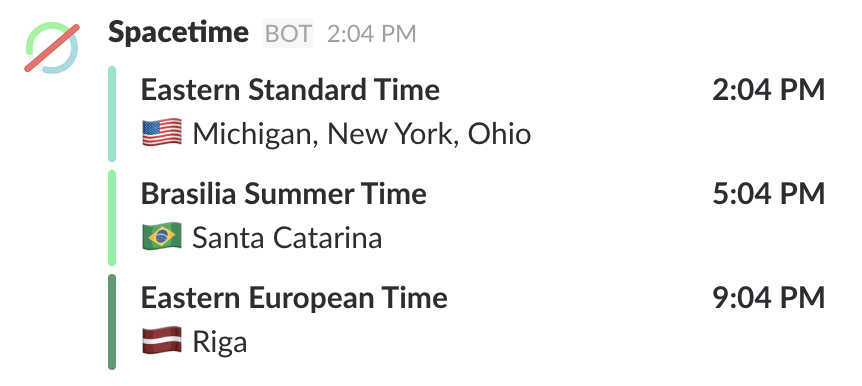 Spacetime BOT 2:04 PM
Eastern Standard Time 2:04 PM
Michigan, New York, Ohio
Brasilia Summer Time 5:04 PM
Santa Catarina
Eastern European Time 9:04 PM
Riga